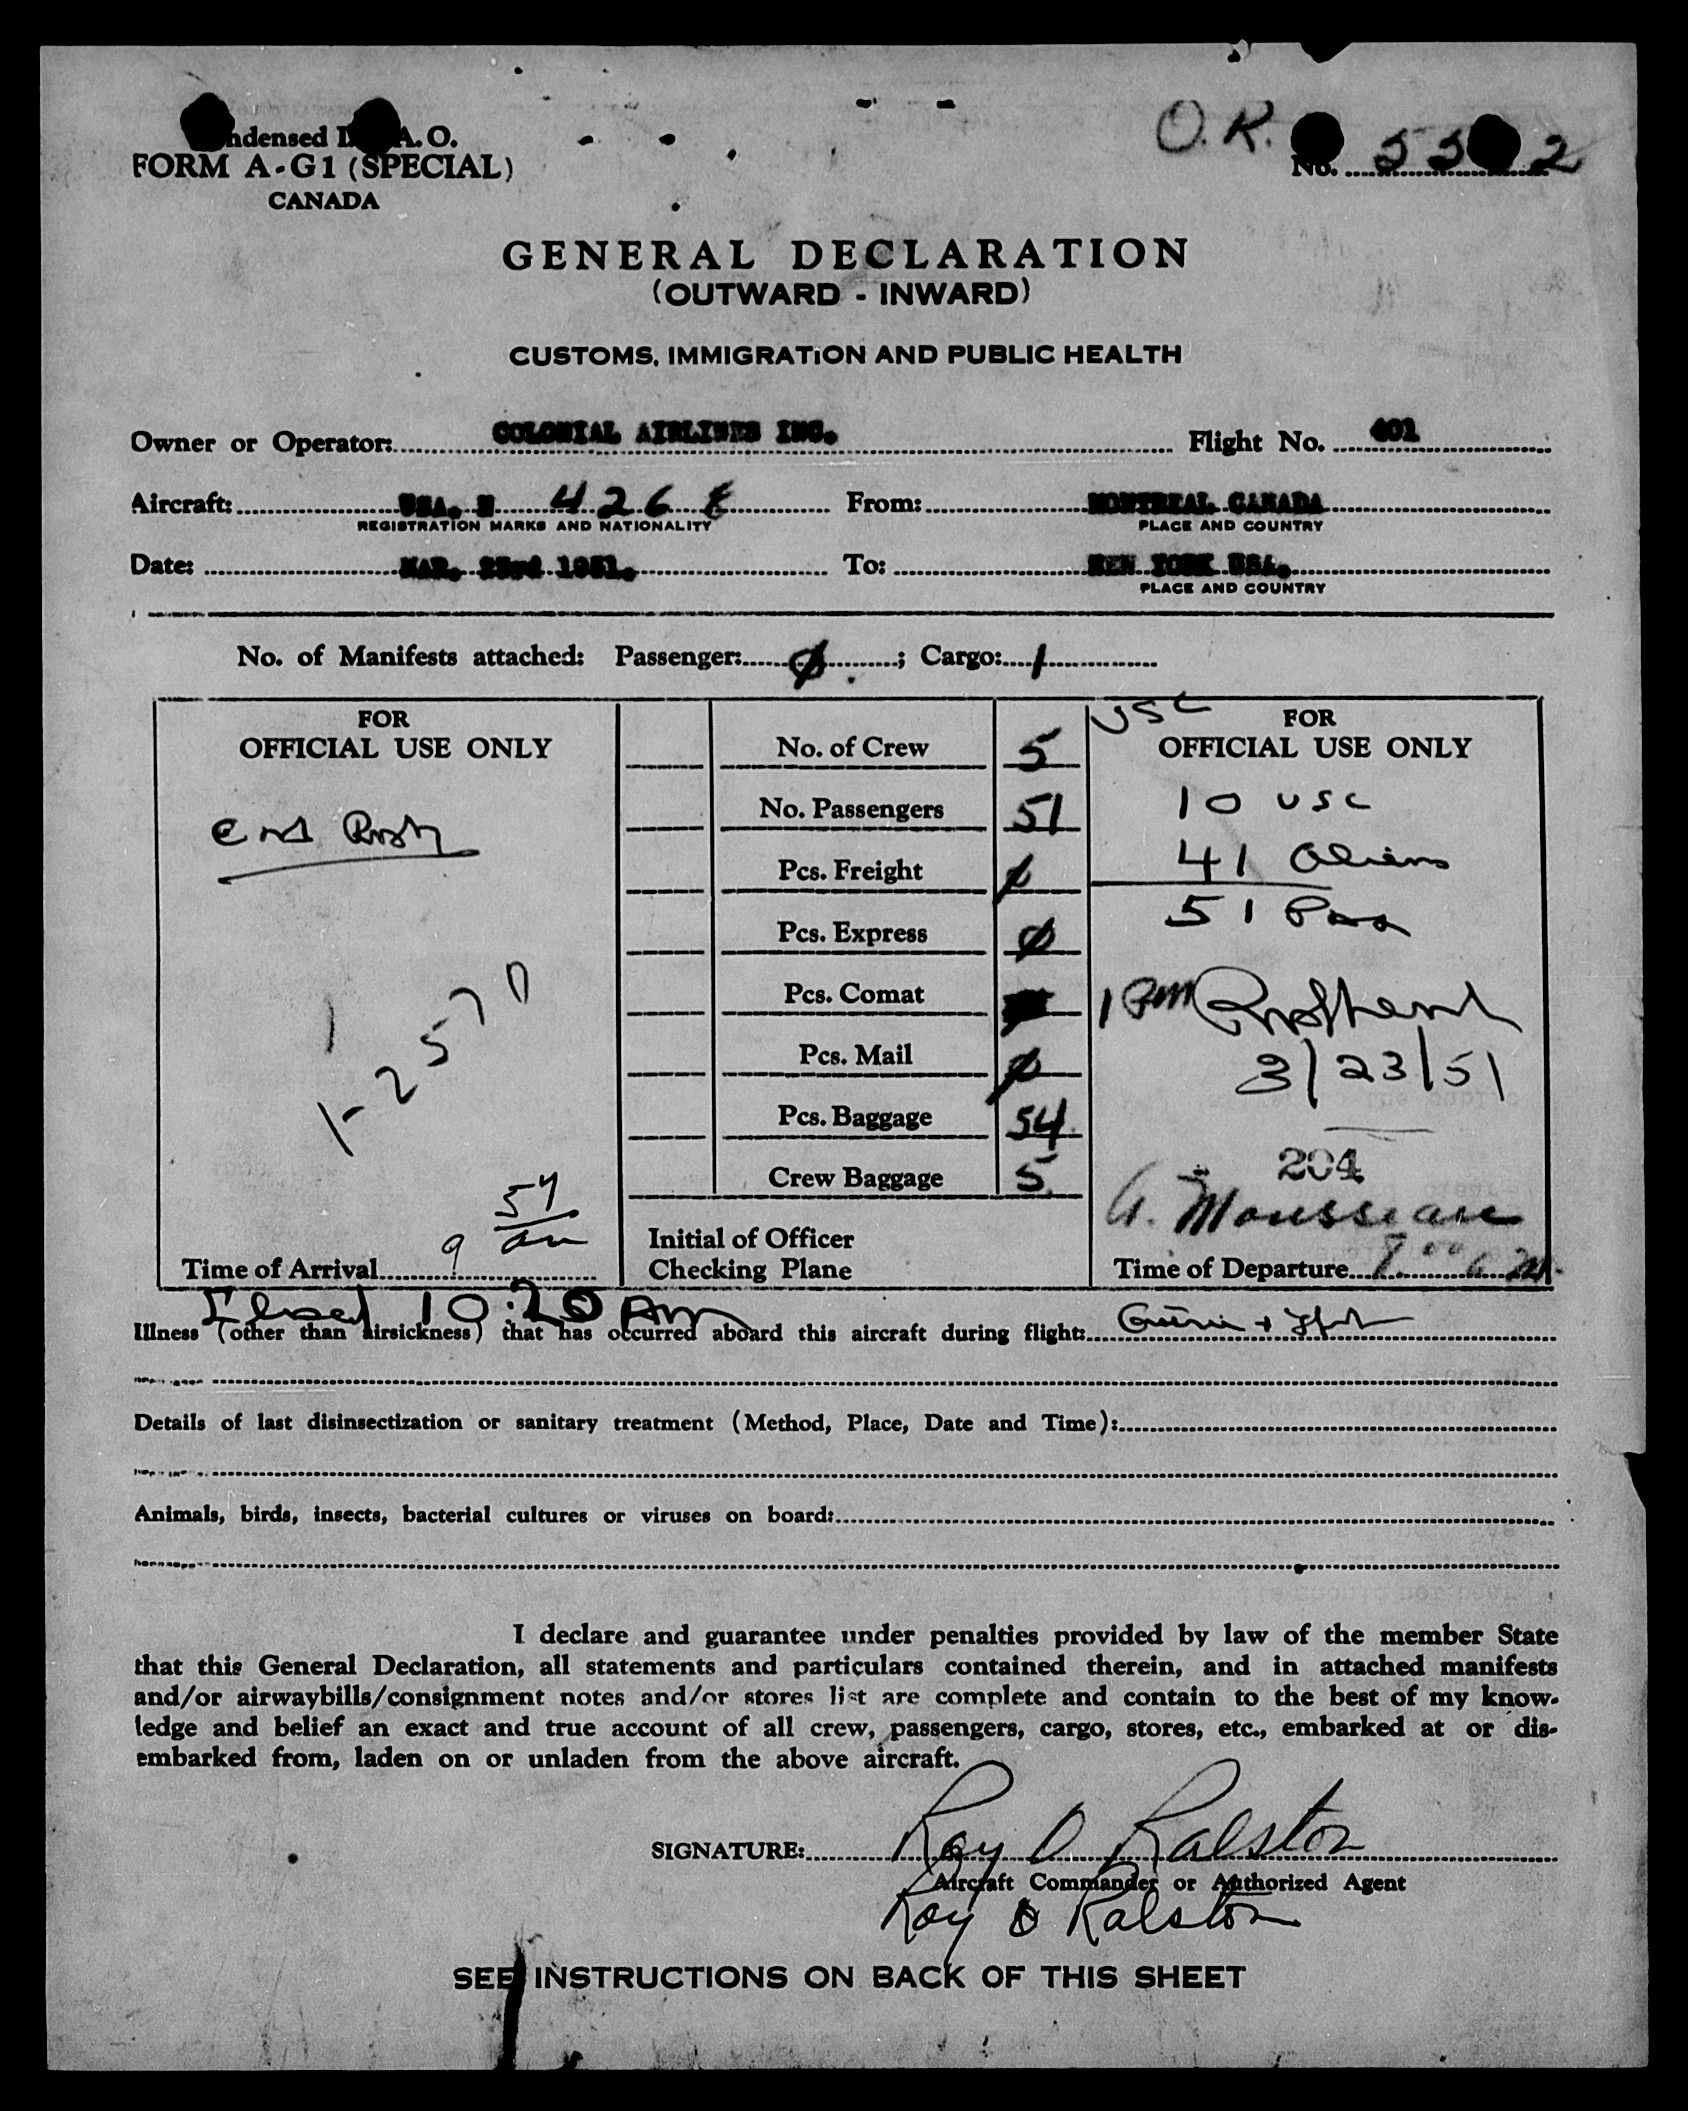 O.K.
A.O.
FORM A-G1 (SPECIAL)
No. 55 2
CANADA
GENERAL DECLARATION
(OUTWARD - INWARD)
CUSTOMS, IMMIGRATION AND PUBLIC HEALTH
Owner or Operator: COLONIAL AIRLINES INC. Flight No. 401
Aircraft: USA. N 426 From: MONTREAL CANADA
REGISTRATION MARKS AND NATIONALITY PLACE AND COUNTRY
Date: MAR. 23rd 1951. To: NEW YORK USA.
PLACE AND COUNTRY
No. of Manifests attached: Passenger: Ø ; Cargo: 1
FOR
OFFICIAL USE ONLY
1-2570
57
9 am
Time of Arrival
No. of Crew 5
No. Passengers 51
Pcs. Freight Ø
Pcs. Express Ø
Pcs. Comat
Pcs. Mail Ø
Pcs. Baggage 54
Crew Baggage 5
Initial of Officer
Checking Plane
USC
FOR
OFFICIAL USE ONLY
10 USC
41 Aliens
51 Pass
3/23/51
204
A. Mousseau
Time of Departure
10:20 AM
Illness (other than airsickness) that has occurred aboard this aircraft during flight:
Details of last disinsectization or sanitary treatment (Method, Place, Date and Time):
Animals, birds, insects, bacterial cultures or viruses on board:
I declare and guarantee under penalties provided by law of the member State
that this General Declaration, all statements and particulars contained therein, and in attached manifests
and/or airwaybills/consignment notes and/or stores list are complete and contain to the best of my know-
ledge and belief an exact and true account of all crew, passengers, cargo, stores, etc., embarked at or dis-
embarked from, laden on or unladen from the above aircraft.
SIGNATURE: Roy O Ralston
Aircraft Commander or Authorized Agent
Roy O Ralston
SEE INSTRUCTIONS ON BACK OF THIS SHEET